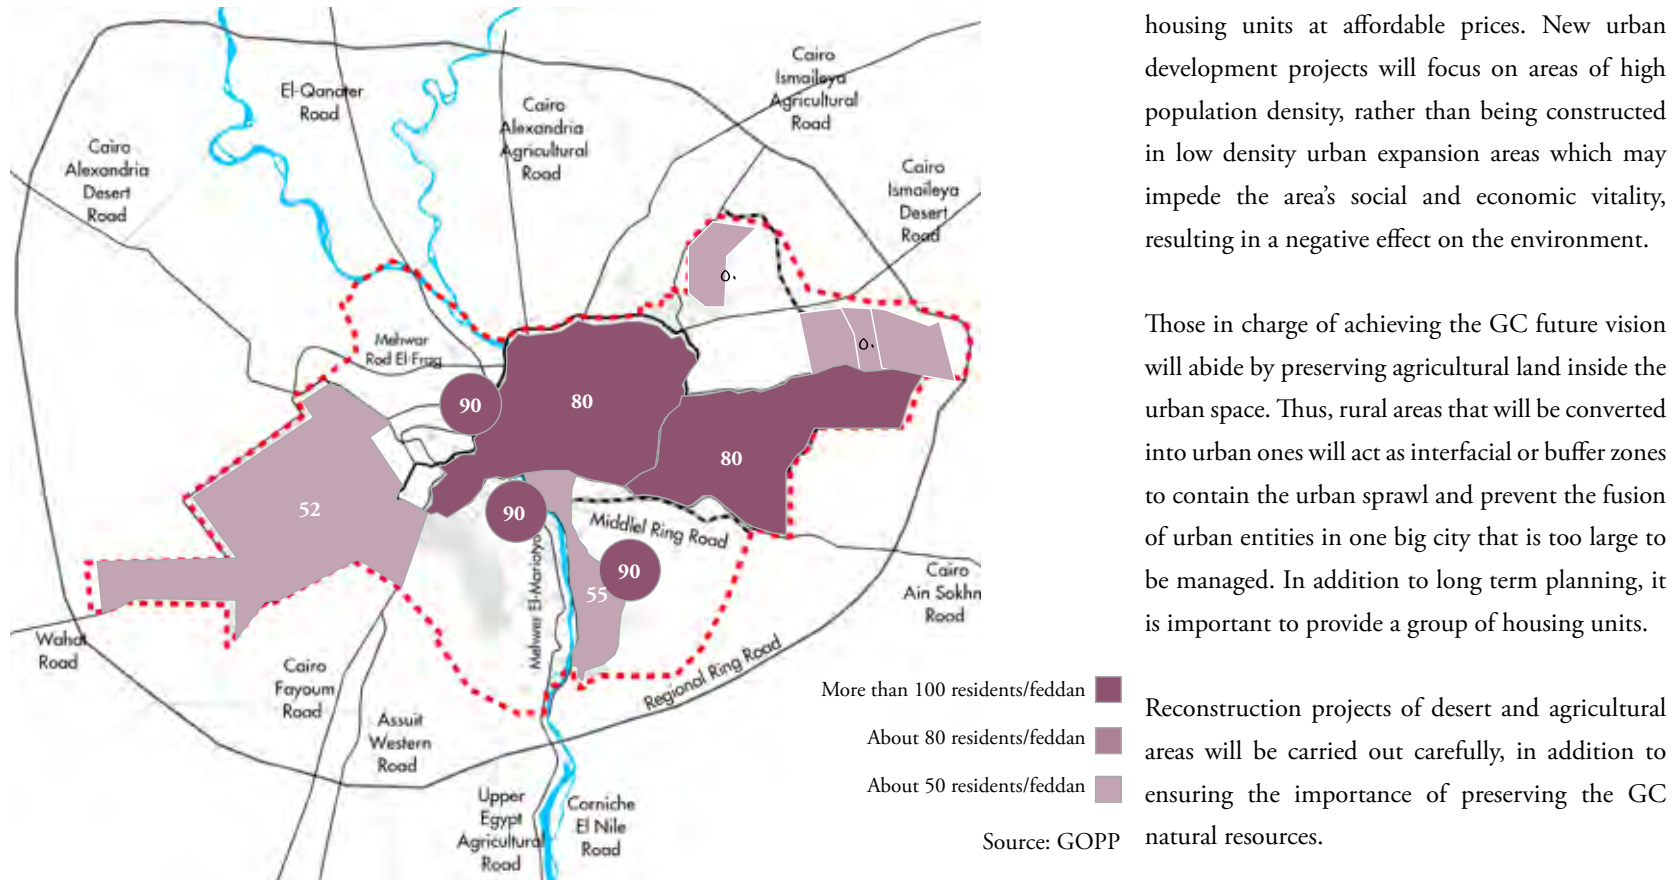 El-Qanater
Road
Cairo
Alexandria
Agricultural
Road
Cairo
Ismaileya
Agricultural
Road
Cairo
Alexandria
Desert
Road
Cairo
Ismaileya
Desert
Road
٥٠
Mehwar
Rod El-Frag
٥٠
90
80
80
52
90
Middlel Ring Road
90
55
Mehwer El-Mariotya
Cairo
Ain Sokhn
Road
Wahat
Road
Cairo
Fayoum
Road
Regional Ring Road
Assuit
Western
Road
Upper
Egypt
Agricultural
Road
Corniche
El Nile
Road
More than 100 residents/feddan
About 80 residents/feddan
About 50 residents/feddan
Source: GOPP
housing units at affordable prices. New urban
development projects will focus on areas of high
population density, rather than being constructed
in low density urban expansion areas which may
impede the area's social and economic vitality,
resulting in a negative effect on the environment.
Those in charge of achieving the GC future vision
will abide by preserving agricultural land inside the
urban space. Thus, rural areas that will be converted
into urban ones will act as interfacial or buffer zones
to contain the urban sprawl and prevent the fusion
of urban entities in one big city that is too large to
be managed. In addition to long term planning, it
is important to provide a group of housing units.
Reconstruction projects of desert and agricultural
areas will be carried out carefully, in addition to
ensuring the importance of preserving the GC
natural resources.